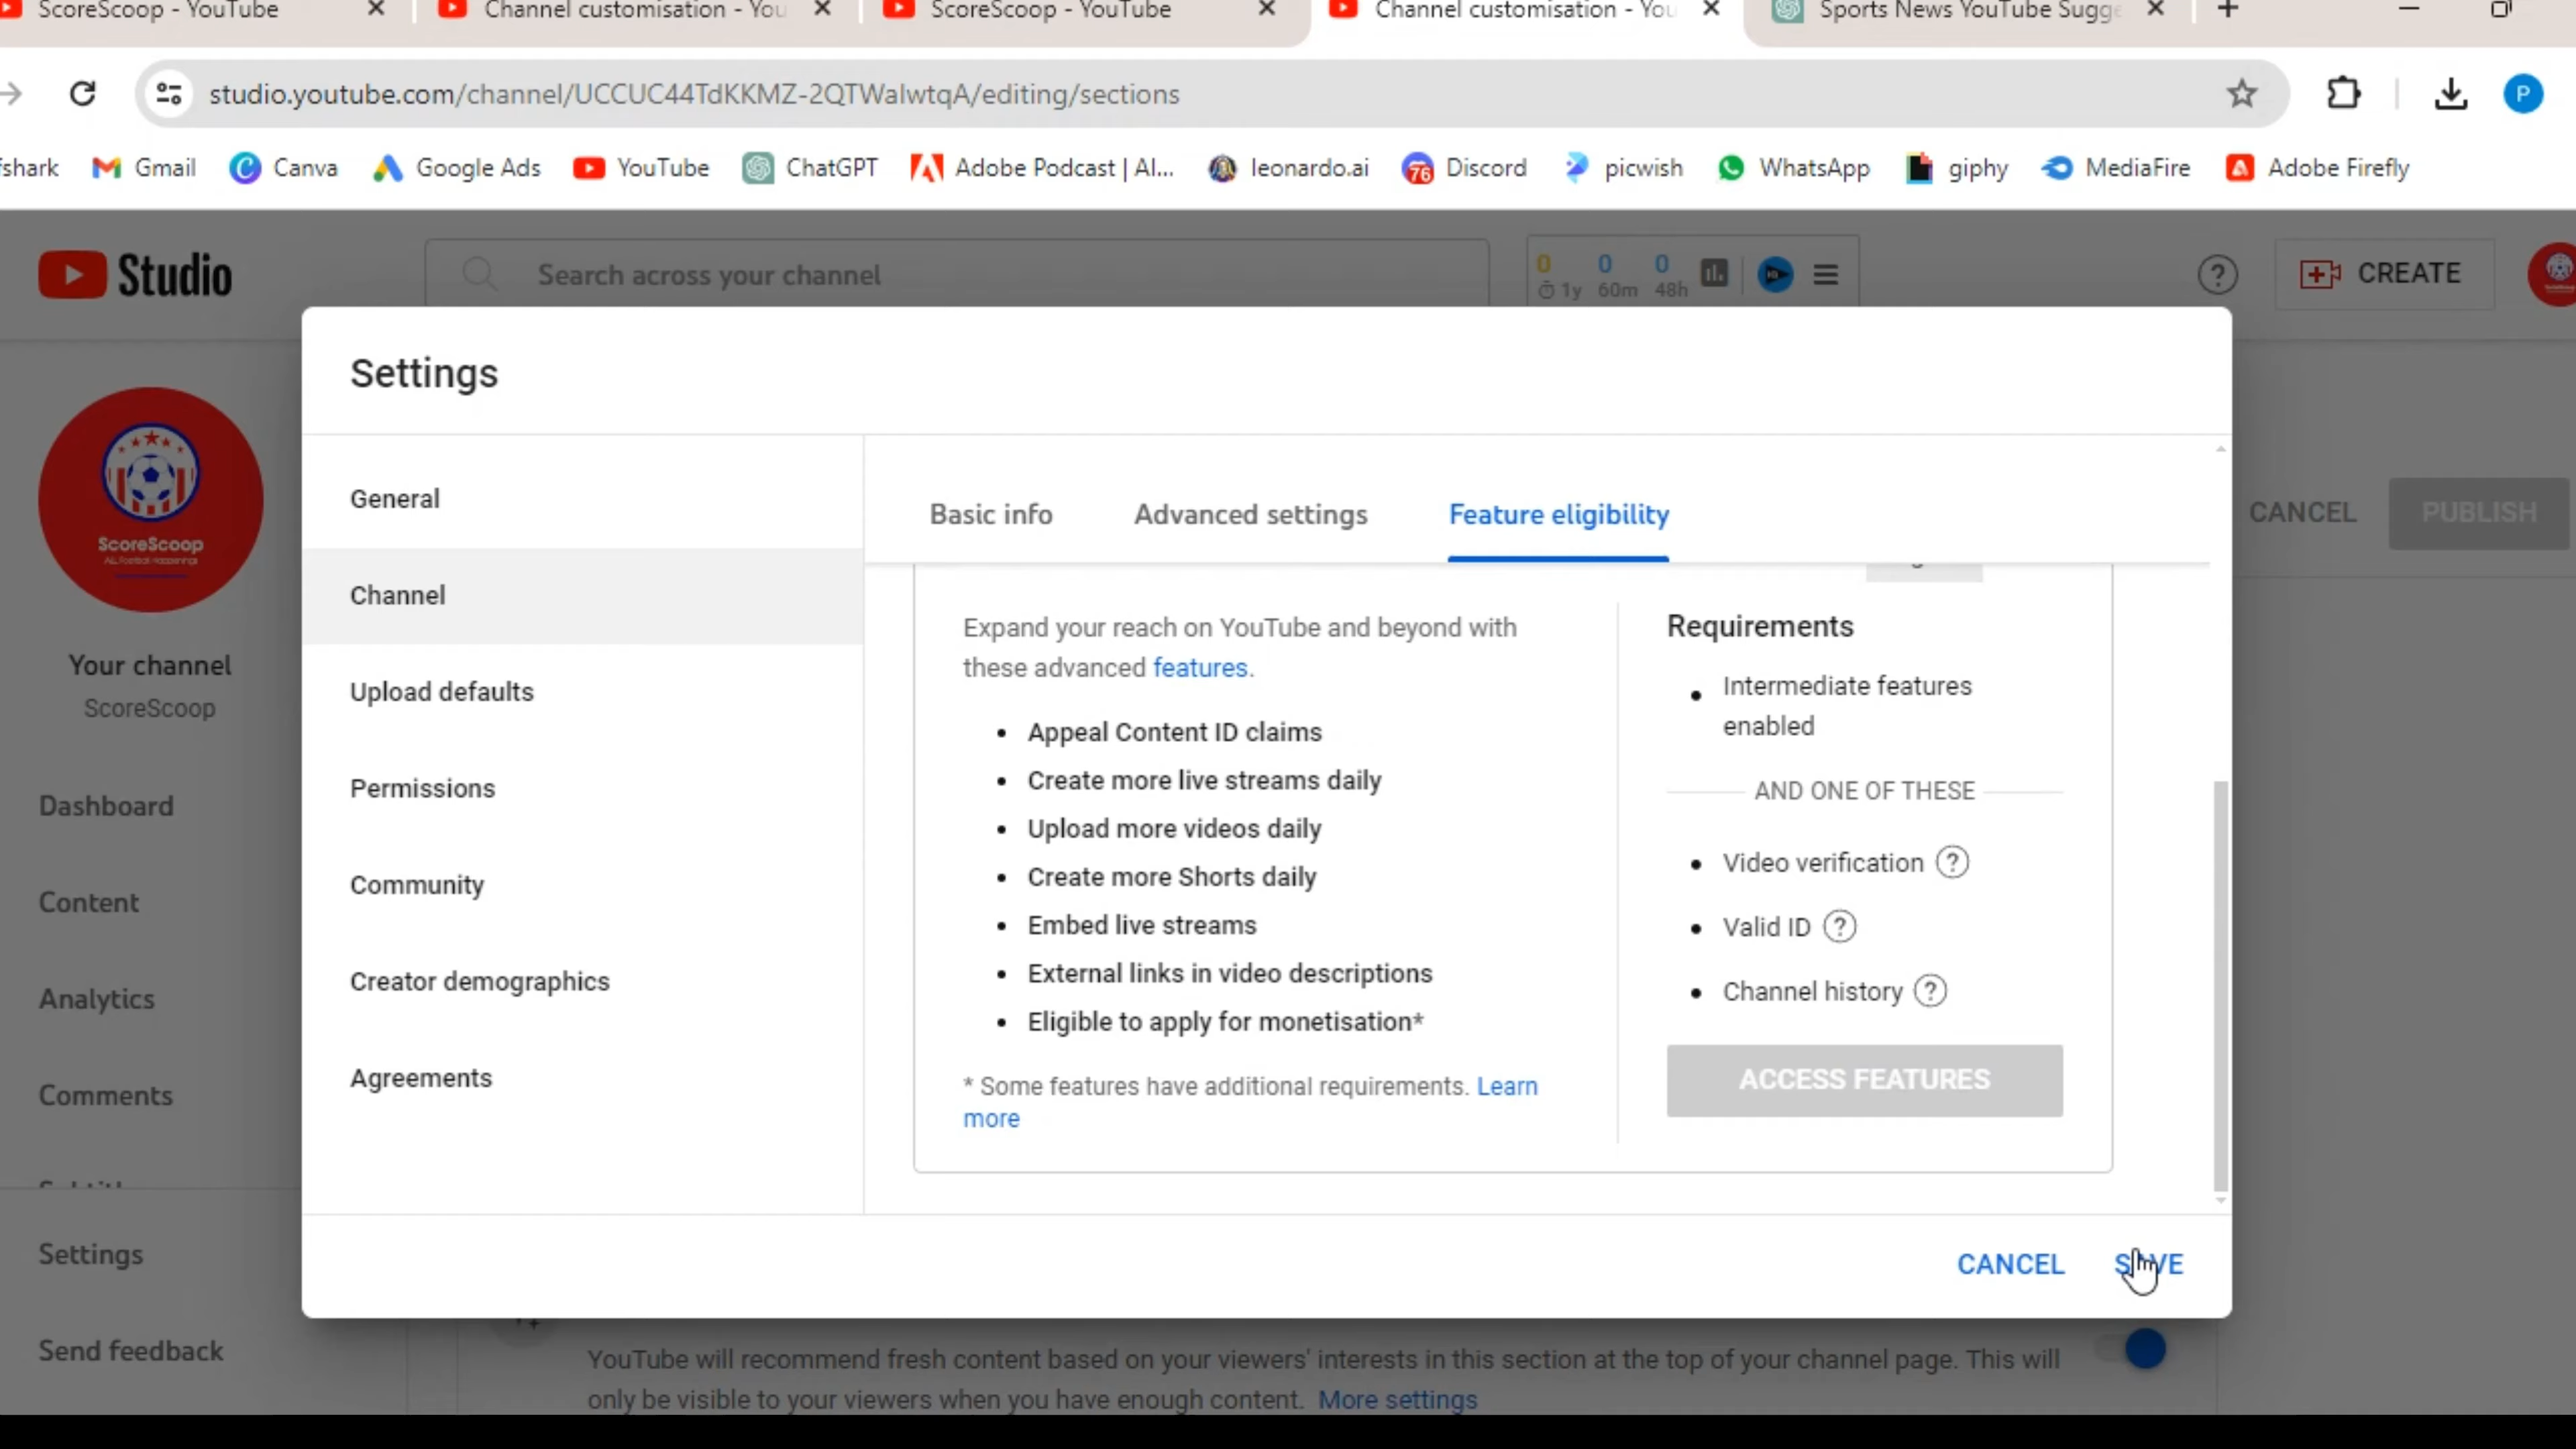 ScoreScoop - YouTube
Channel customisation - You
ScoreScoop - YouTube
Channel customisation - You
Sports News YouTube Sugge
studio.youtube.com/channel/UCCUC44TdKKMZ-2QTWalwtqA/editing/sections
P
fshark
Gmail
Canva
Google Ads
YouTube
ChatGPT
Adobe Podcast | AI...
leonardo.ai
76
Discord
picwish
WhatsApp
giphy
MediaFire
Adobe Firefly
Studio
Search across your channel
0 0 0
1y 60m 48h
CREATE
Settings
ScoreScoop
Your channel
ScoreScoop
Dashboard
Content
Analytics
Comments
Settings
Send feedback
General
Channel
Upload defaults
Permissions
Community
Creator demographics
Agreements
Basic info
Advanced settings
Feature eligibility
CANCEL
PUBLISH
Expand your reach on YouTube and beyond with
these advanced features.
• Appeal Content ID claims
• Create more live streams daily
• Upload more videos daily
• Create more Shorts daily
• Embed live streams
• External links in video descriptions
• Eligible to apply for monetisation*
* Some features have additional requirements. Learn
more
Requirements
• Intermediate features
enabled
AND ONE OF THESE
• Video verification ?
• Valid ID ?
• Channel history ?
ACCESS FEATURES
CANCEL
SAVE
YouTube will recommend fresh content based on your viewers' interests in this section at the top of your channel page. This will
only be visible to your viewers when you have enough content. More settings